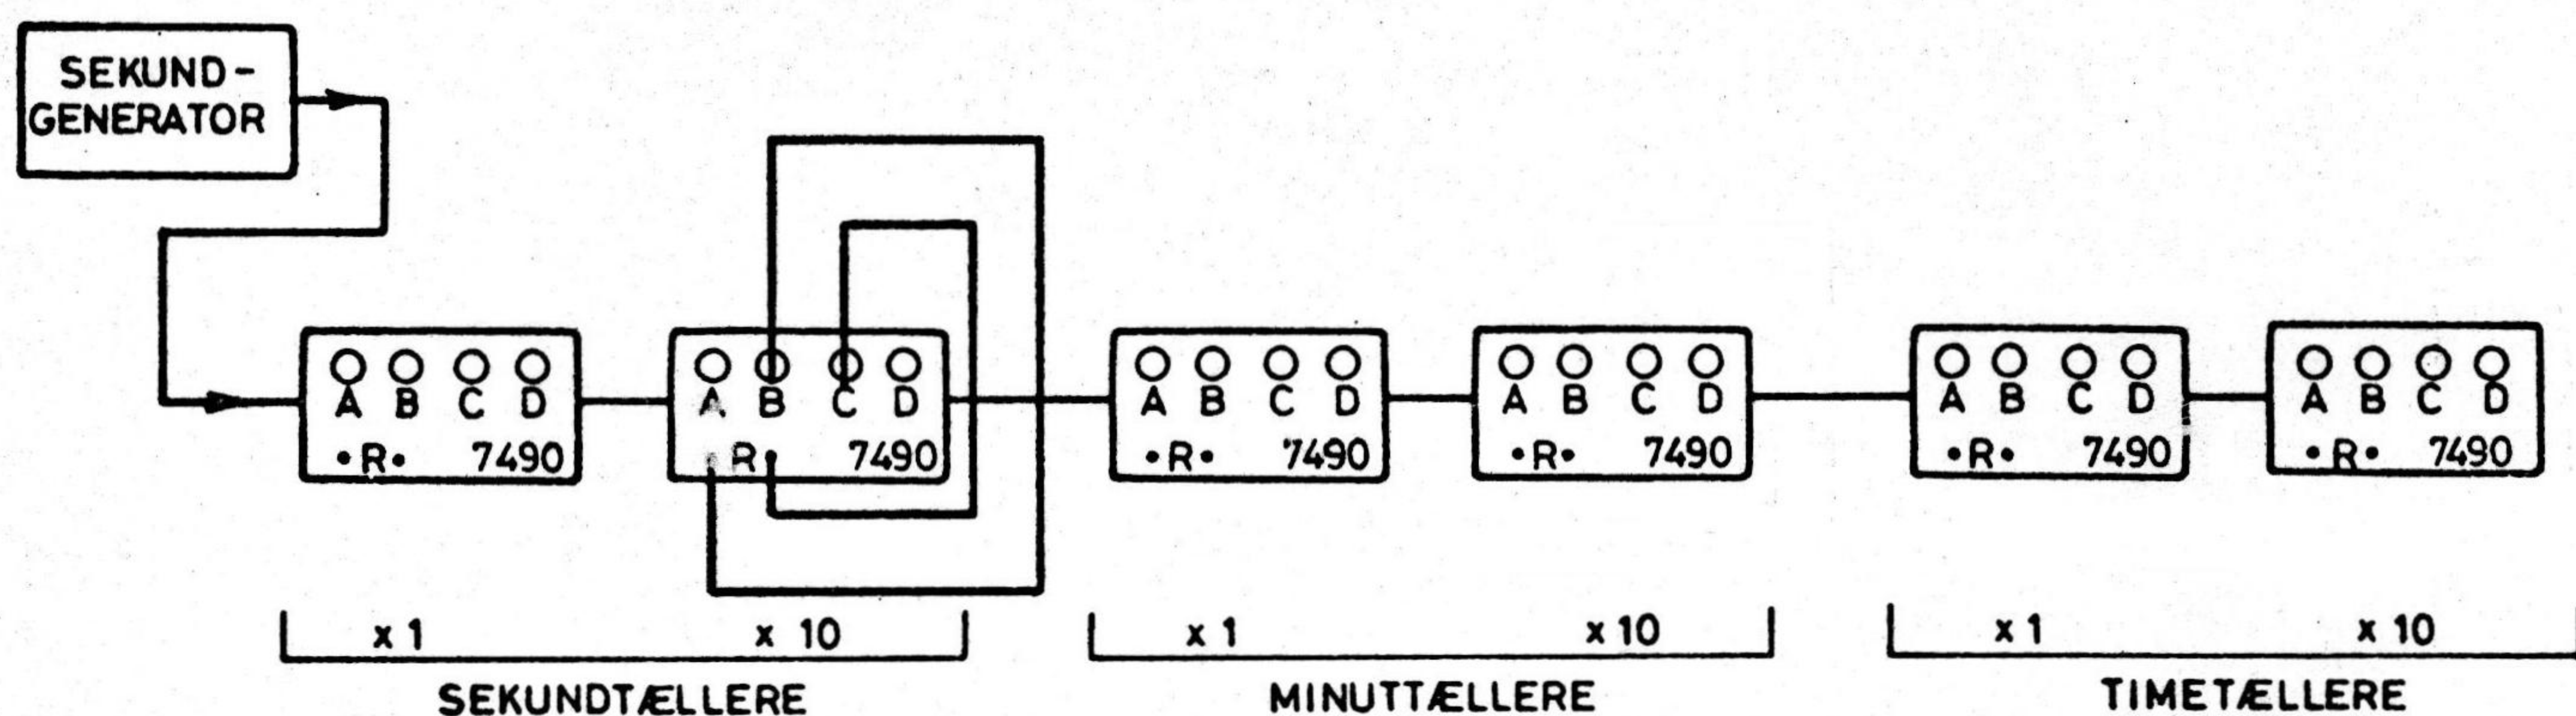 SEKUND-
GENERATOR
A B C D
•R• 7490
A B C D
R• 7490
A B C D
•R• 7490
A B C D
•R• 7490
A B C D
•R• 7490
A B C D
•R• 7490
x 1
x 10
x 1
x 10
x 1
x 10
SEKUNDTÆLLERE
MINUTTÆLLERE
TIMETÆLLERE